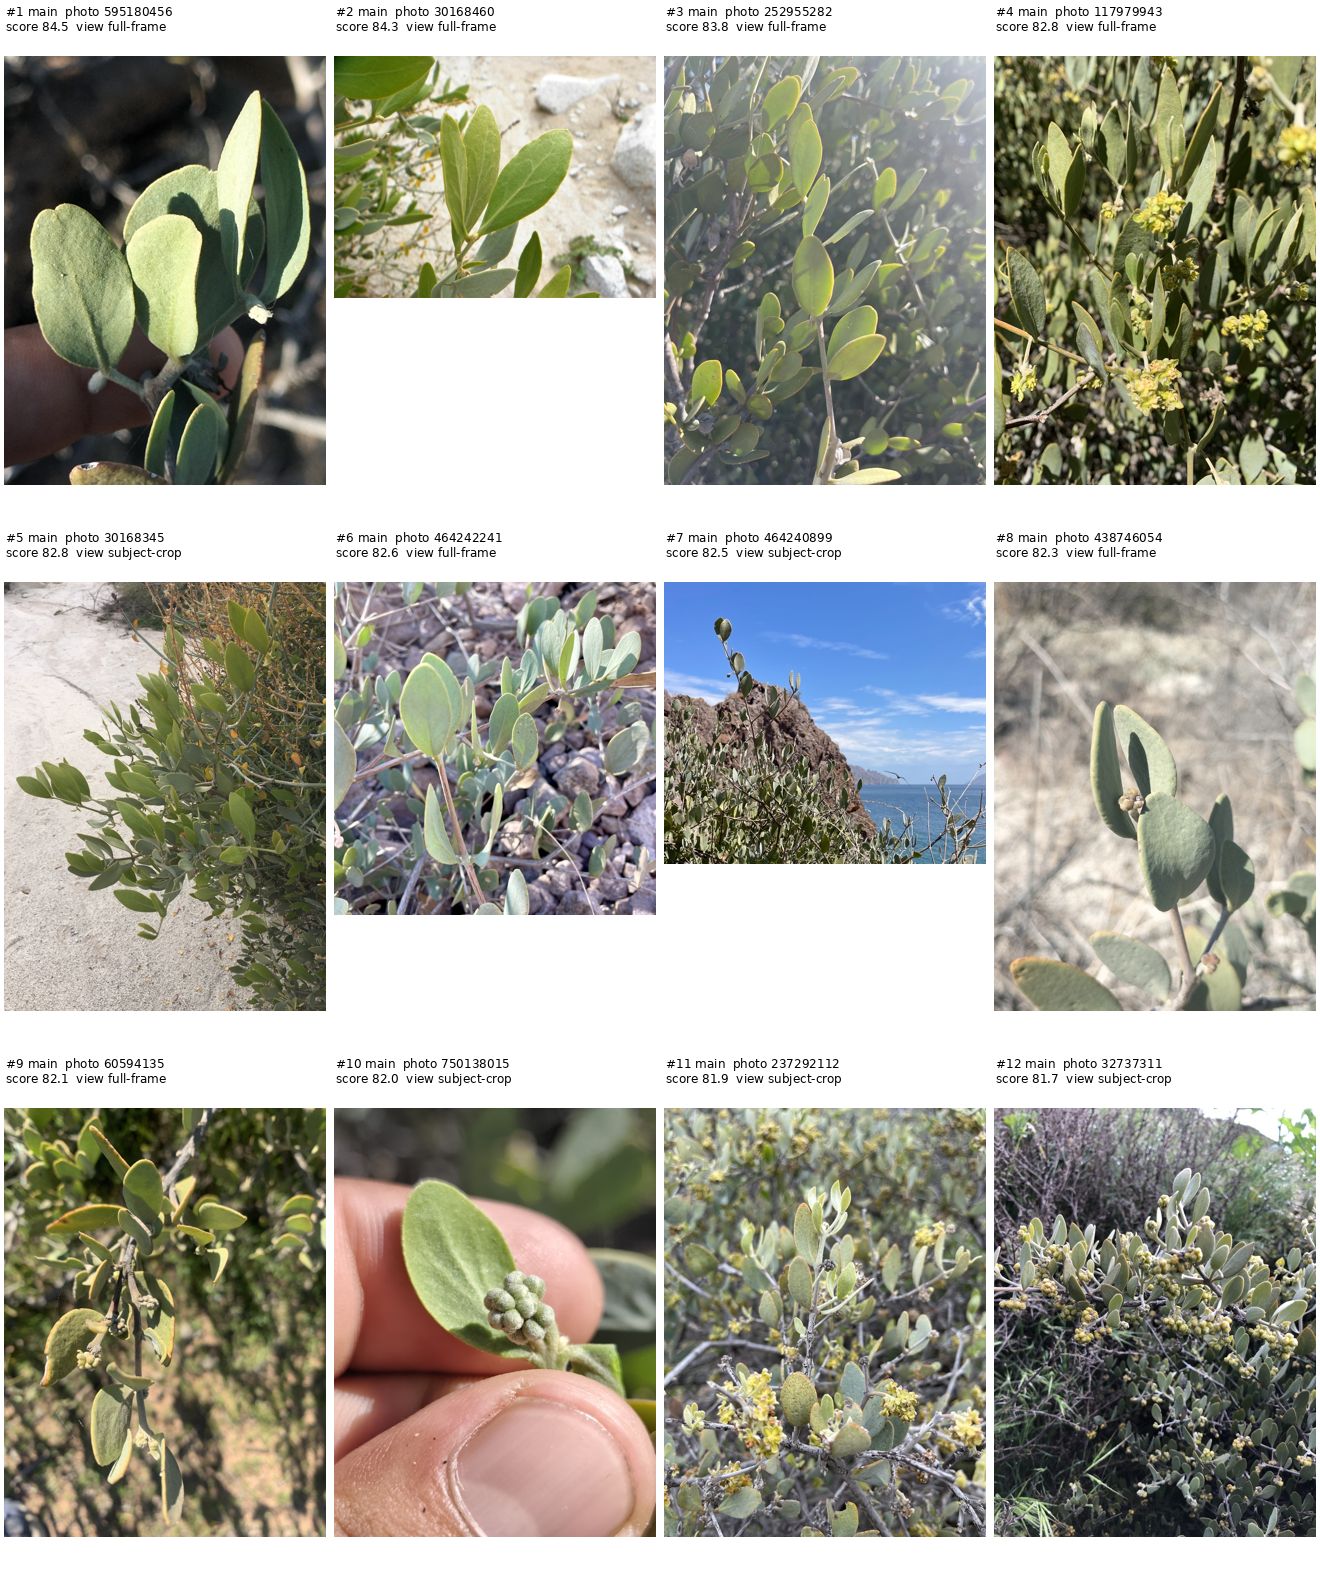 #1 main  photo 595180456
score 84.5  view full-frame
#2 main  photo 30168460
score 84.3  view full-frame
#3 main  photo 252955282
score 83.8  view full-frame
#4 main  photo 117979943
score 82.8  view full-frame
#5 main  photo 30168345
score 82.8  view subject-crop
#6 main  photo 464242241
score 82.6  view full-frame
#7 main  photo 464240899
score 82.5  view subject-crop
#8 main  photo 438746054
score 82.3  view full-frame
#9 main  photo 60594135
score 82.1  view full-frame
#10 main  photo 750138015
score 82.0  view subject-crop
#11 main  photo 237292112
score 81.9  view subject-crop
#12 main  photo 32737311
score 81.7  view subject-crop